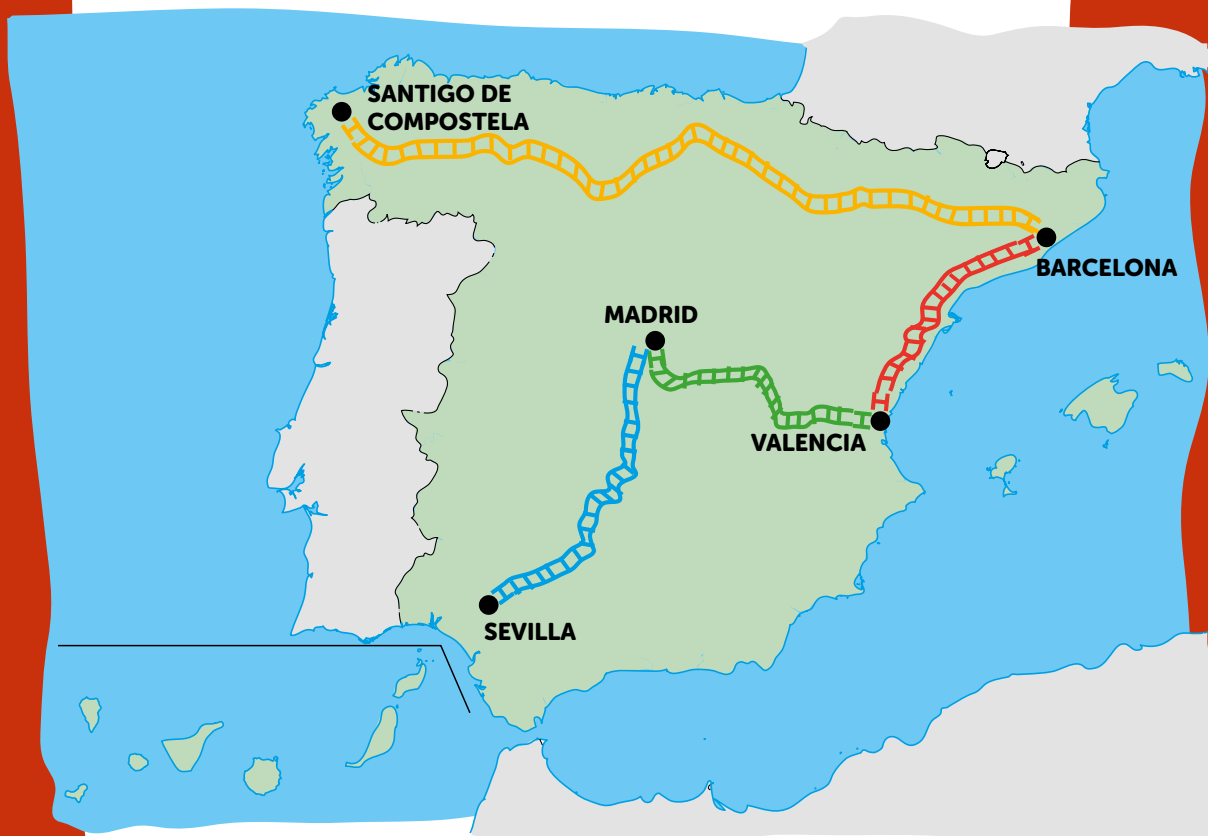 SANTIGO DE
COMPOSTELA
BARCELONA
MADRID
VALENCIA
SEVILLA